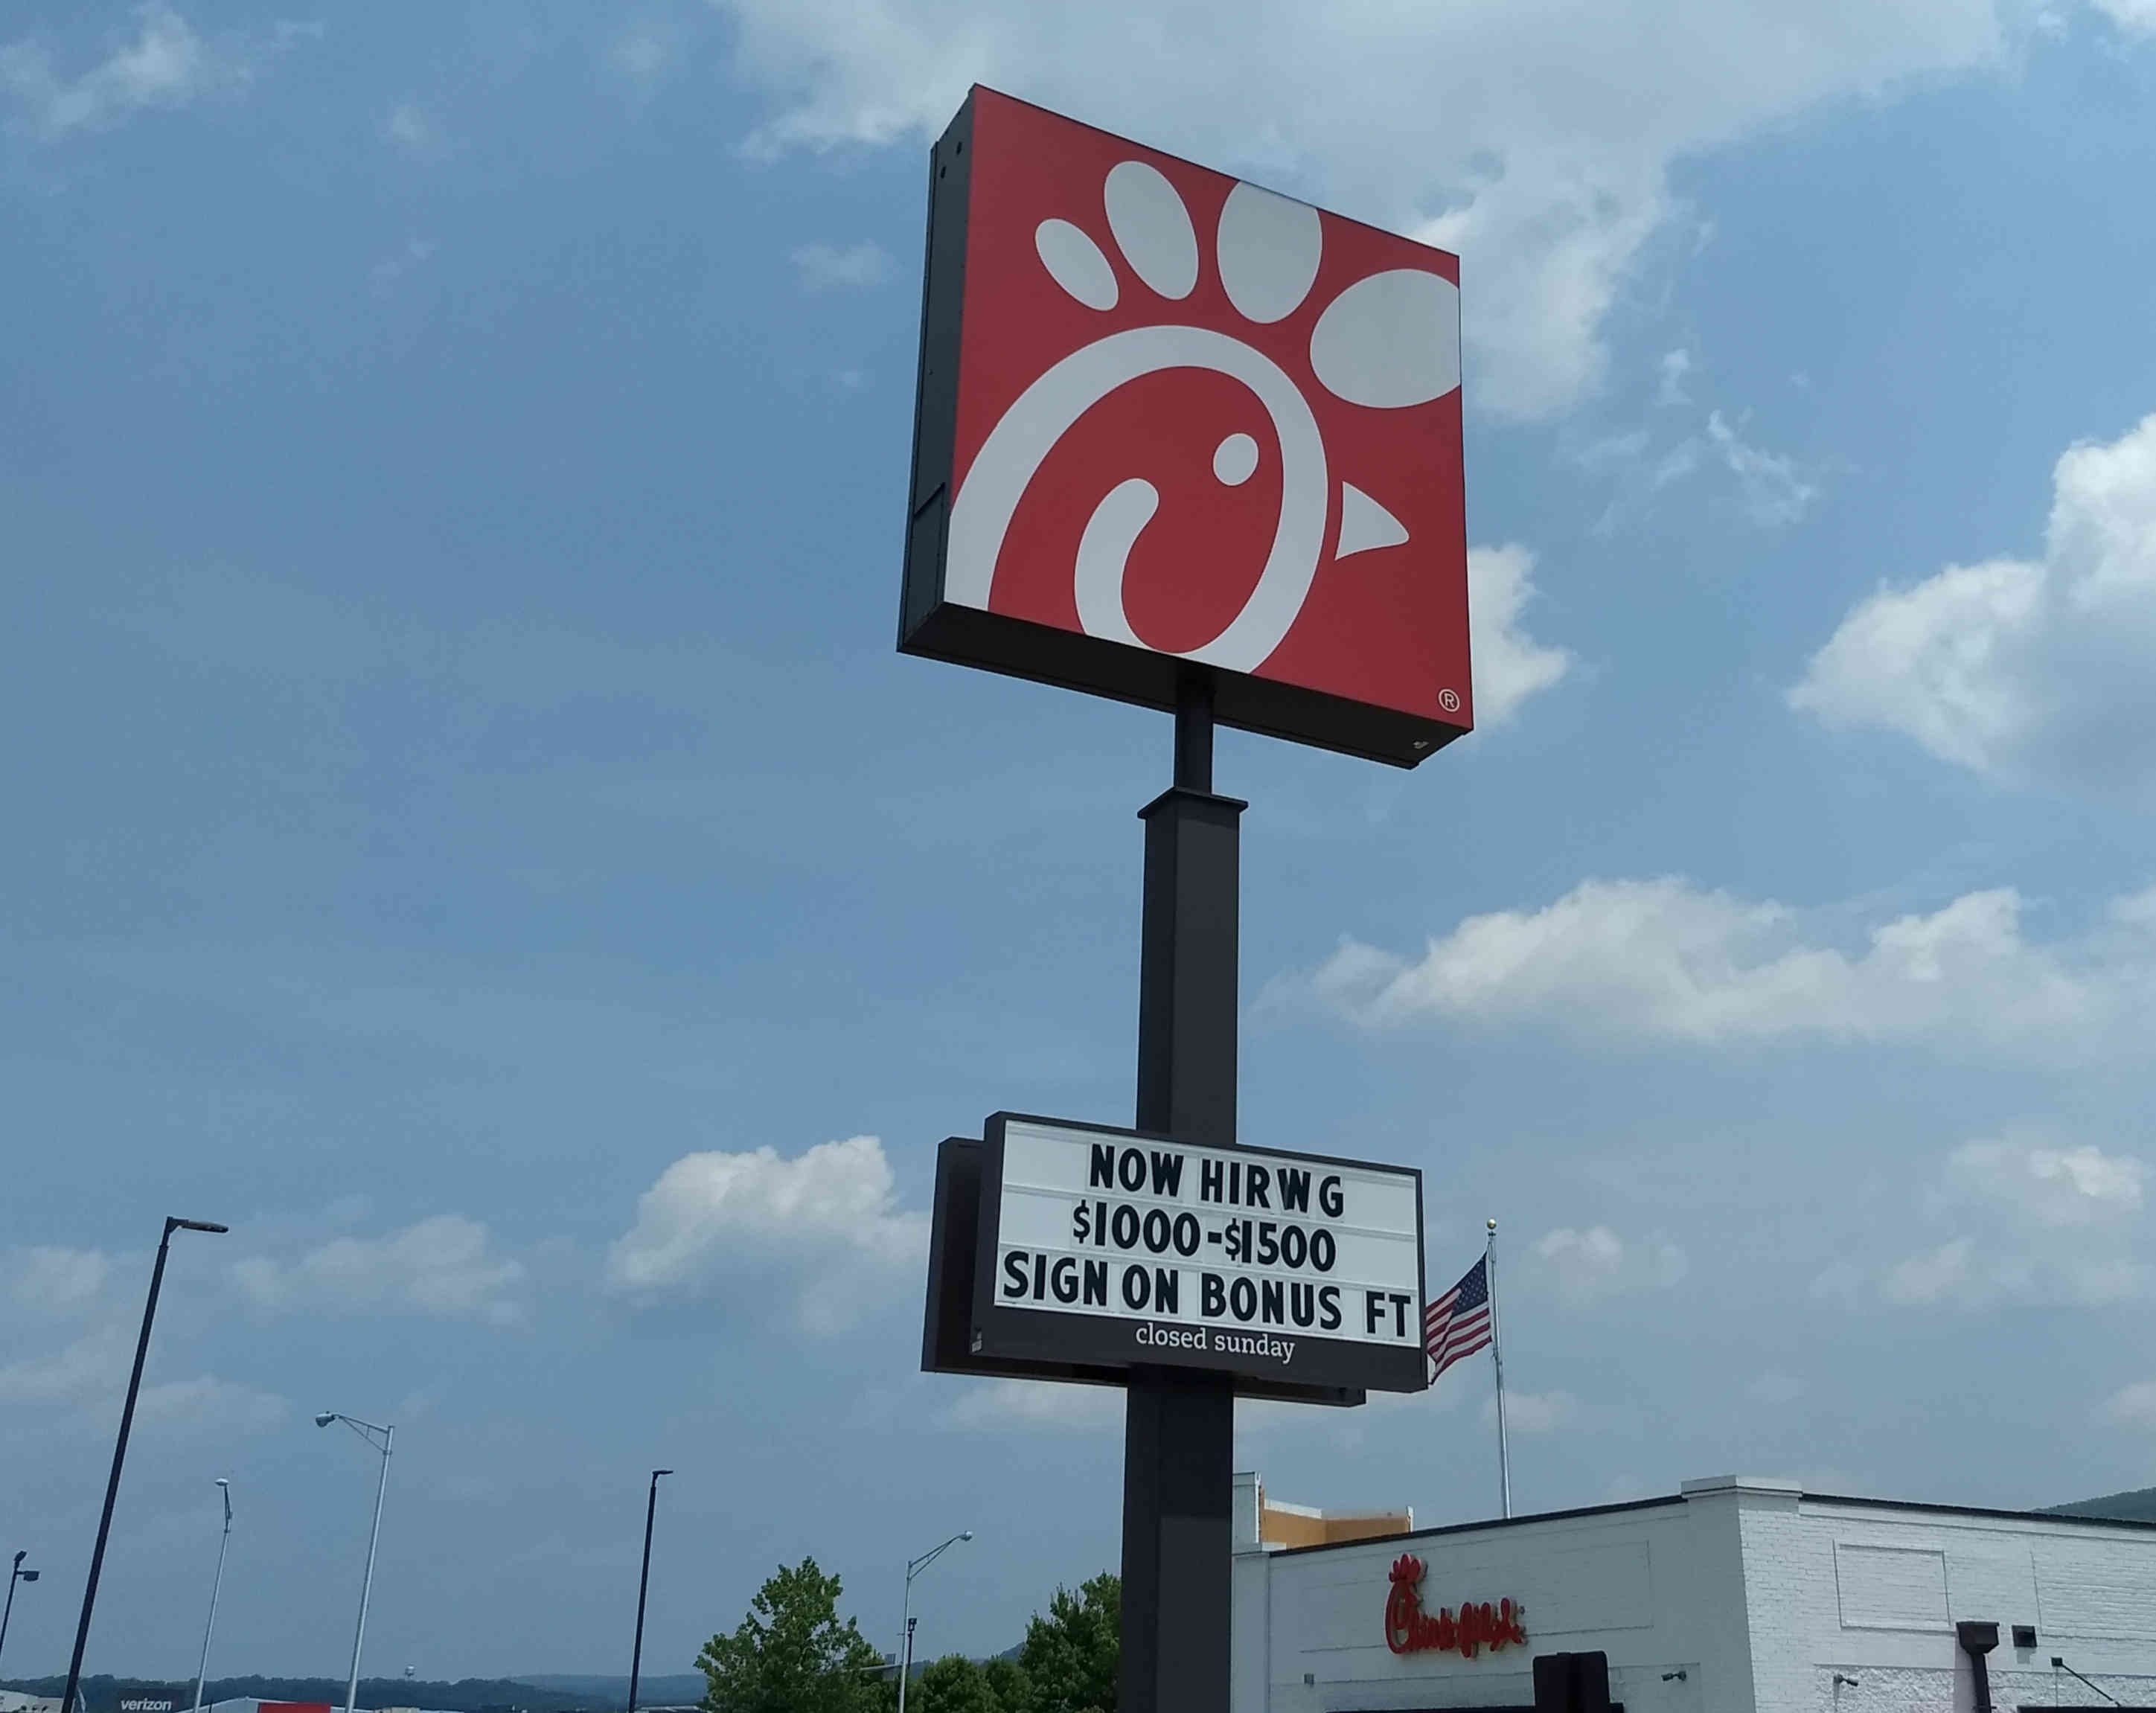 ®
NOW HIRWG
$1000-$1500
SIGN ON BONUS FT
closed sunday
Chick-fil-A
verizon